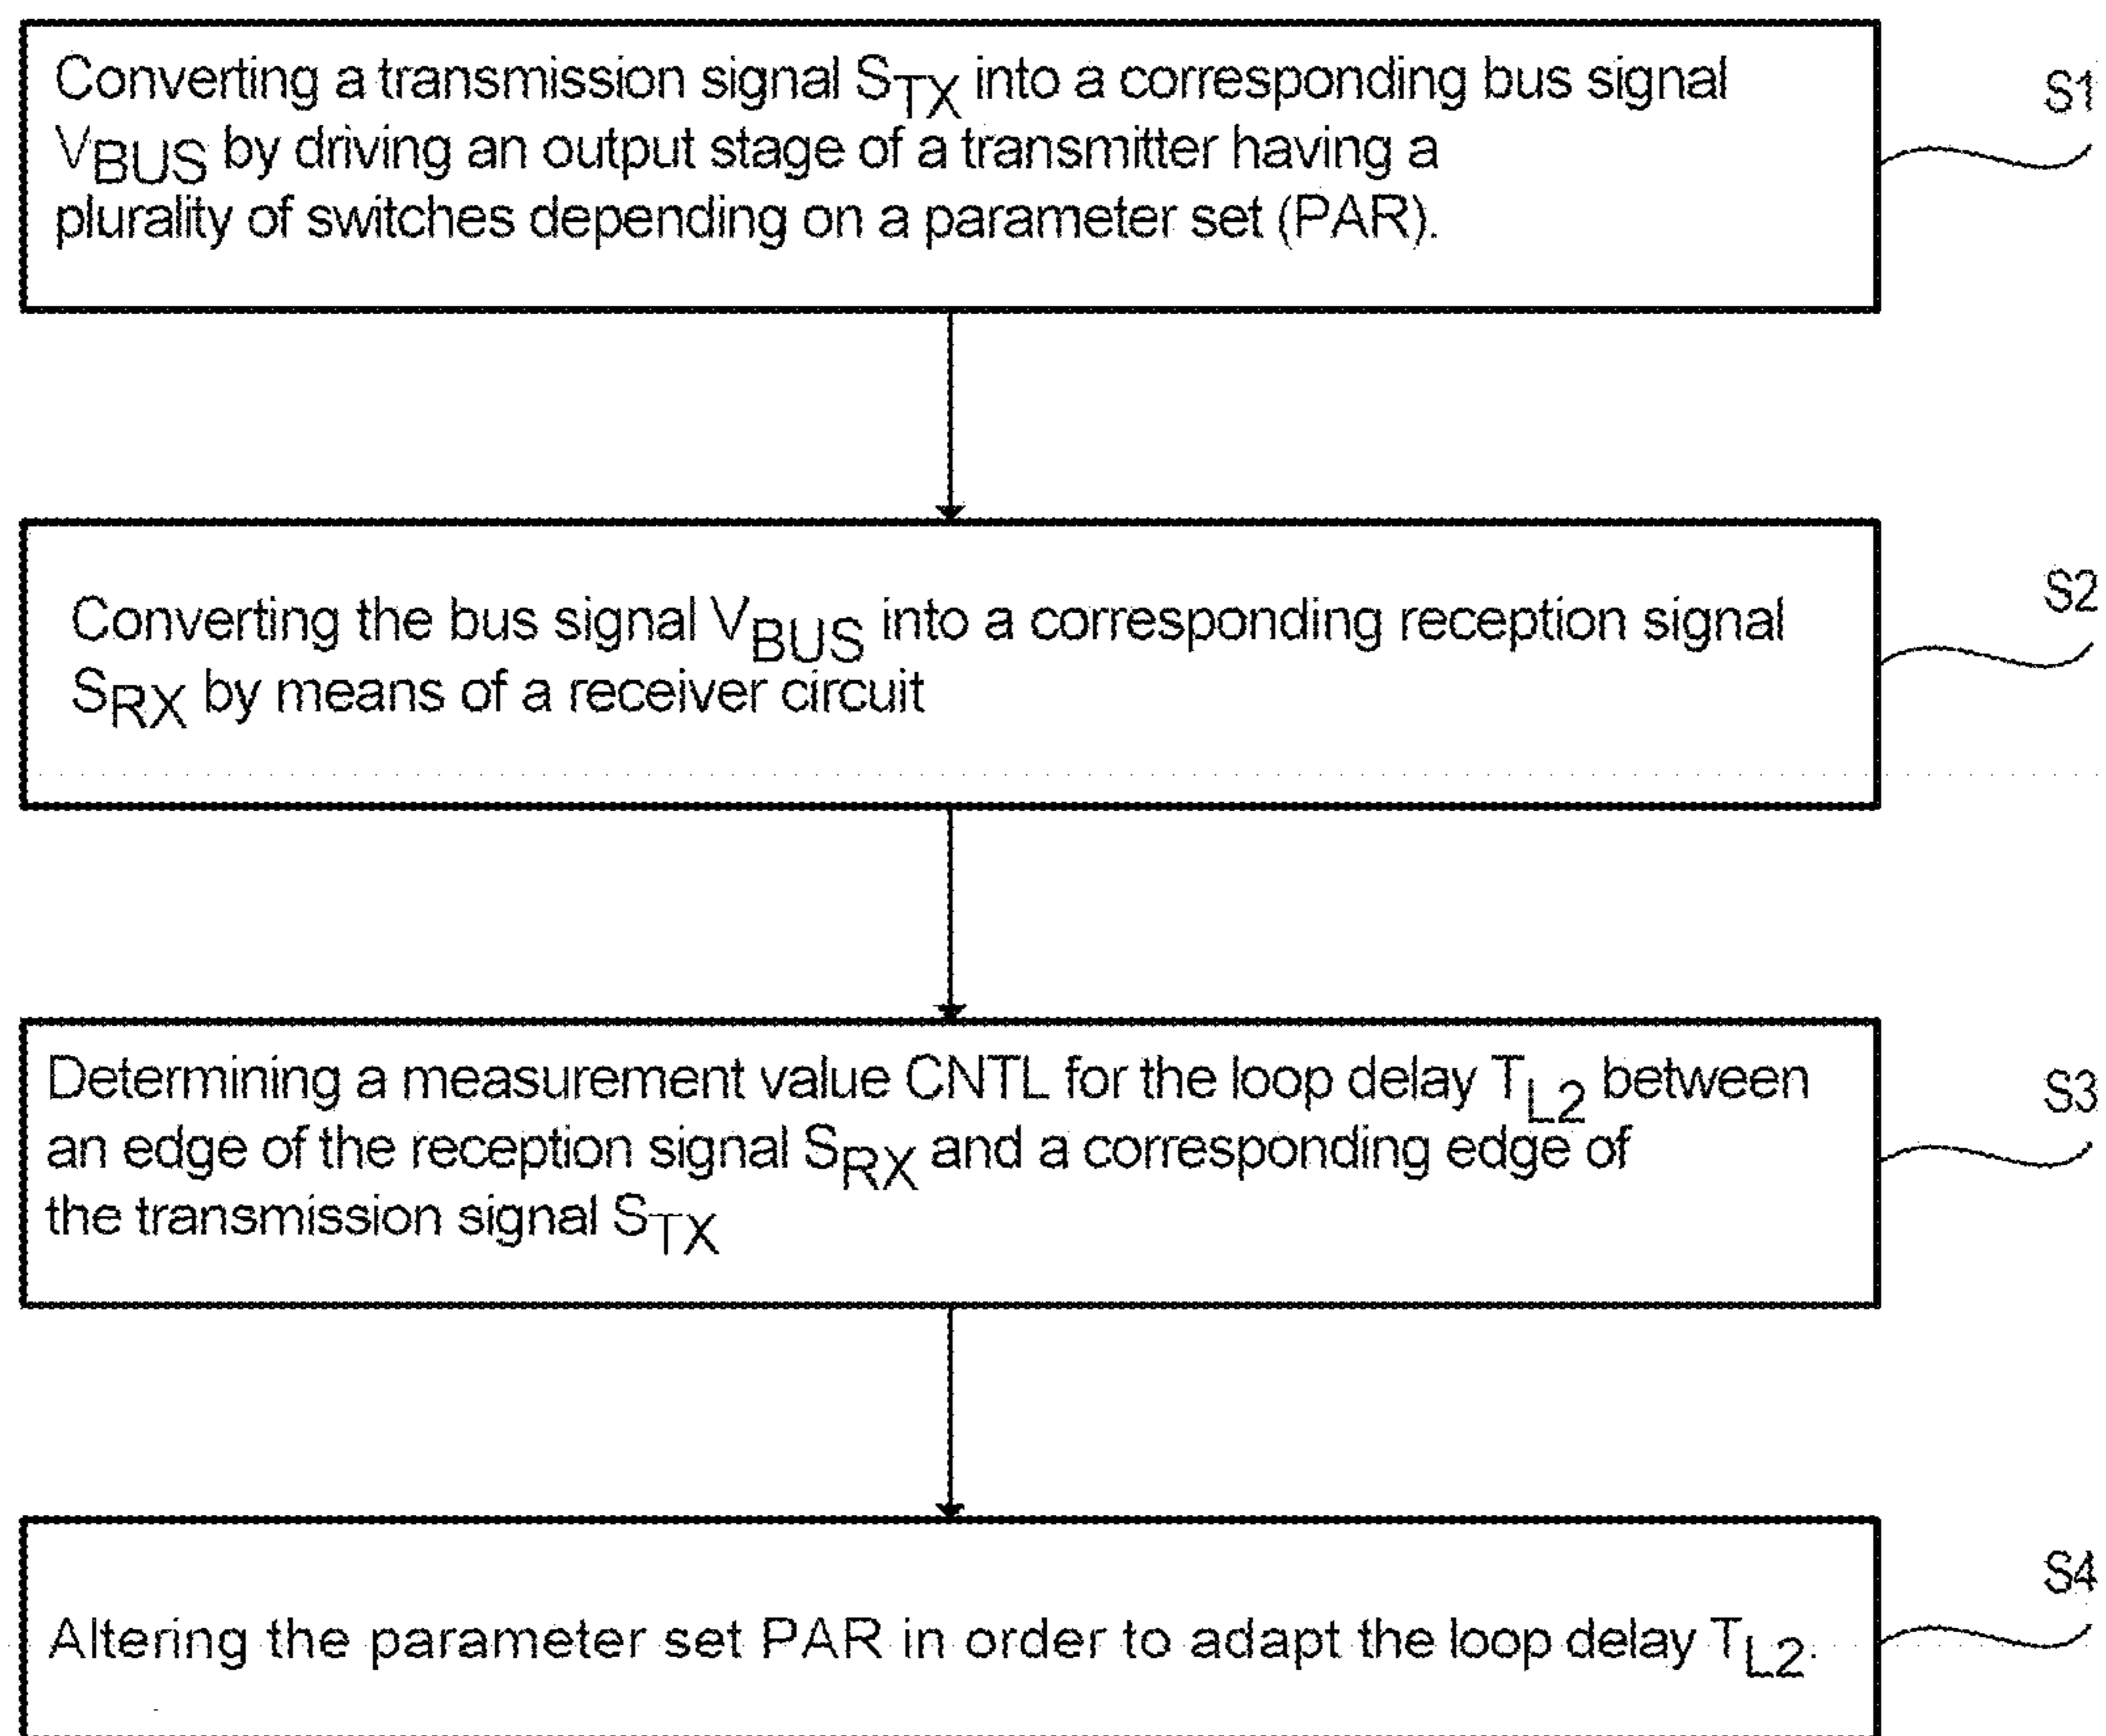 Converting a transmission signal STX into a corresponding bus signal
VBUS by driving an output stage of a transmitter having a
plurality of switches depending on a parameter set (PAR).
S1
Converting the bus signal VBUS into a corresponding reception signal
SRX by means of a receiver circuit
S2
Determining a measurement value CNTL for the loop delay TL2 between
an edge of the reception signal SRX and a corresponding edge of
the transmission signal STX
S3
Altering the parameter set PAR in order to adapt the loop delay TL2.
S4